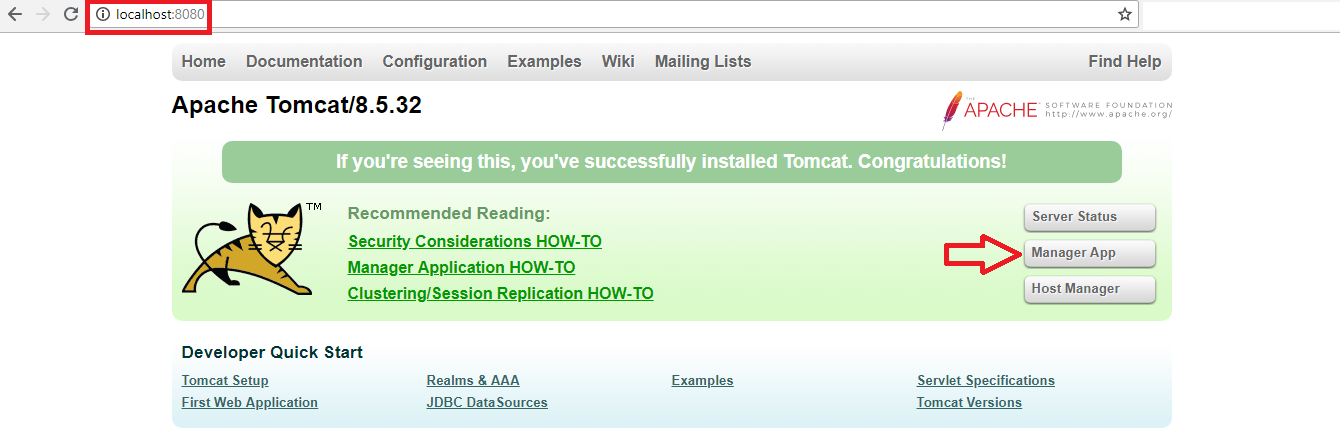 localhost:8080
Home Documentation Configuration Examples Wiki Mailing Lists Find Help
Apache Tomcat/8.5.32
THE
APACHE® SOFTWARE FOUNDATION
http://www.apache.org/
If you're seeing this, you've successfully installed Tomcat. Congratulations!
TM
Recommended Reading:
Security Considerations HOW-TO
Manager Application HOW-TO
Clustering/Session Replication HOW-TO
Server Status
Manager App
Host Manager
Developer Quick Start
Tomcat Setup
First Web Application
Realms & AAA
JDBC DataSources
Examples
Servlet Specifications
Tomcat Versions